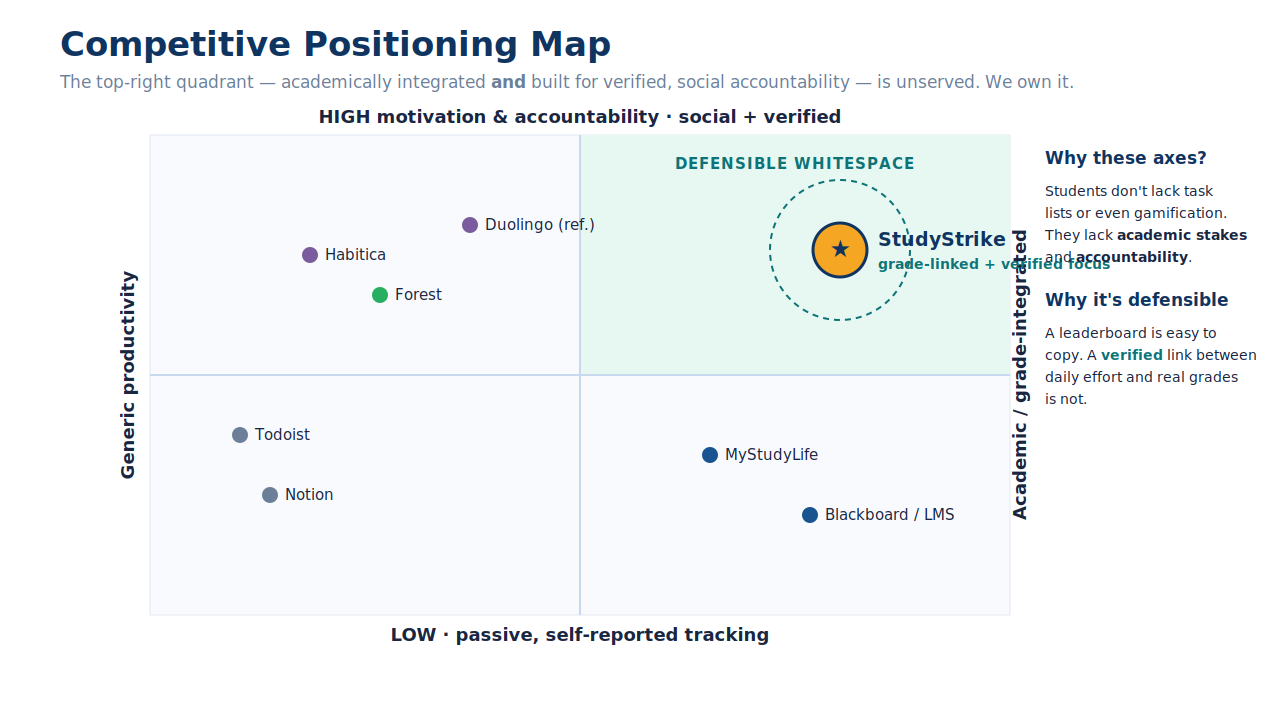 Competitive Positioning Map
The top-right quadrant — academically integrated and built for verified, social accountability — is unserved. We own it.
HIGH motivation & accountability · social + verified
DEFENSIBLE WHITESPACE
Duolingo (ref.)
Habitica
Forest
StudyStrike
grade-linked + verified focus
Generic productivity
Academic / grade-integrated
Todoist
Notion
MyStudyLife
Blackboard / LMS
LOW · passive, self-reported tracking
Why these axes?
Students don't lack task
lists or even gamification.
They lack academic stakes
and accountability.
Why it's defensible
A leaderboard is easy to
copy. A verified link between
daily effort and real grades
is not.